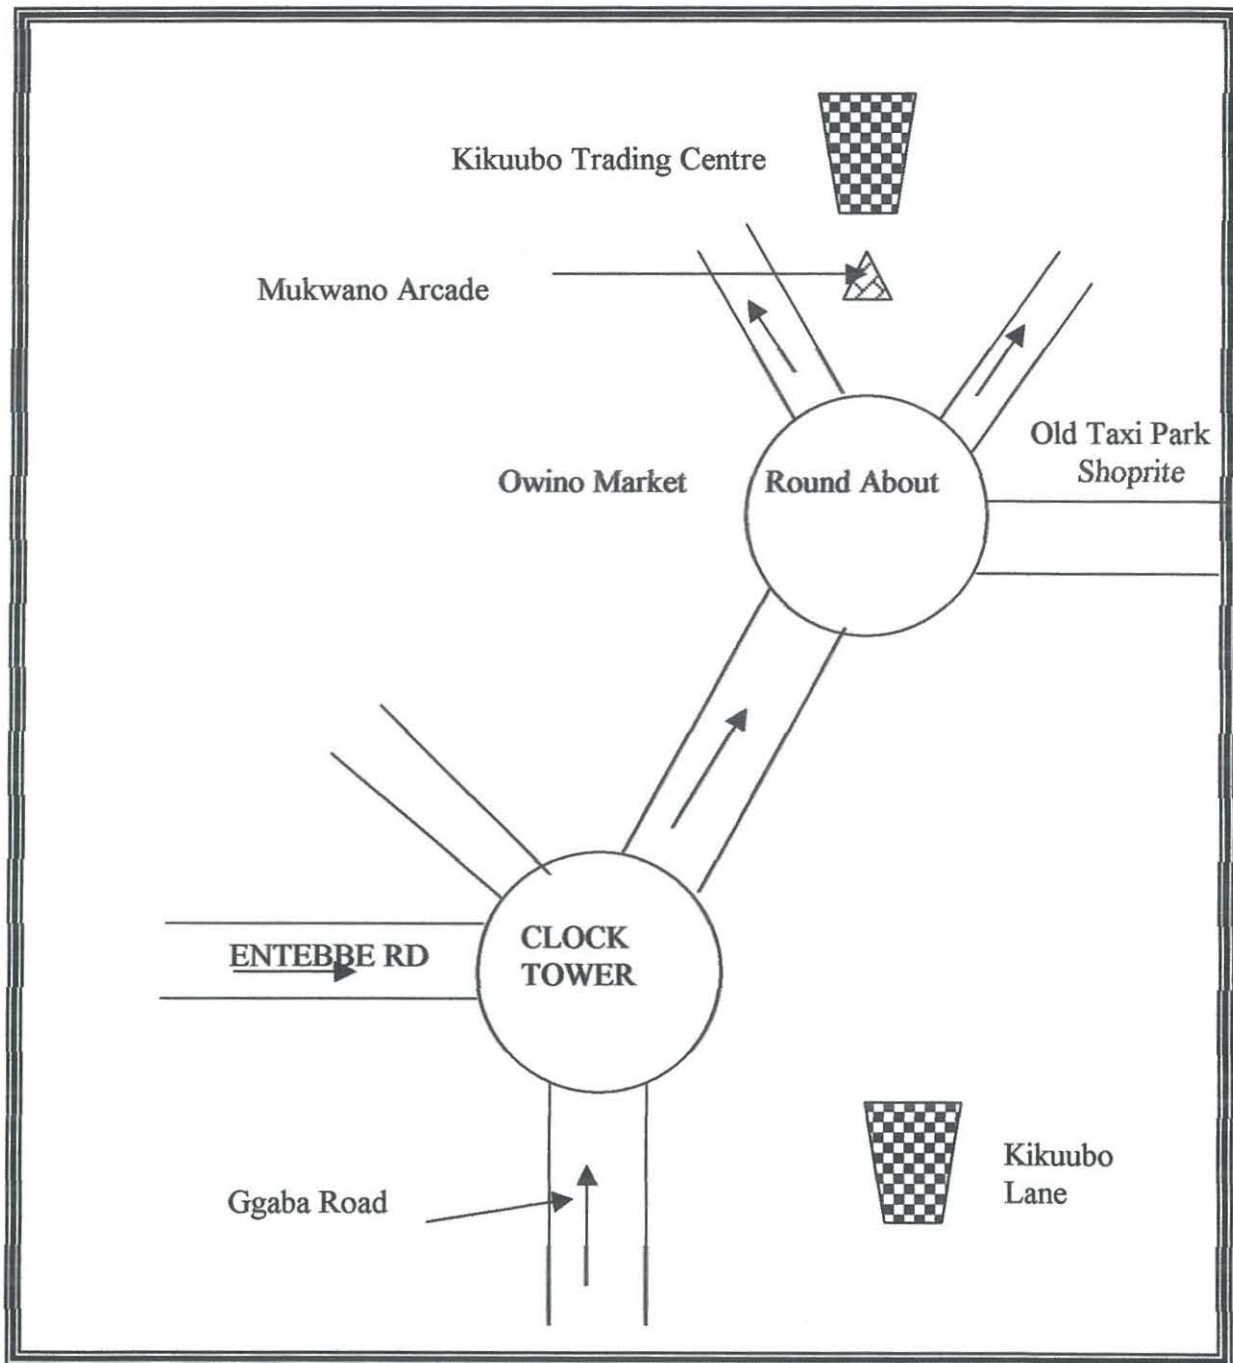 Kikuubo Trading Centre
Mukwano Arcade
Old Taxi Park
Shoprite
Owino Market
Round About
CLOCK
TOWER
ENTEBBE RD
Kikuubo
Lane
Ggaba Road